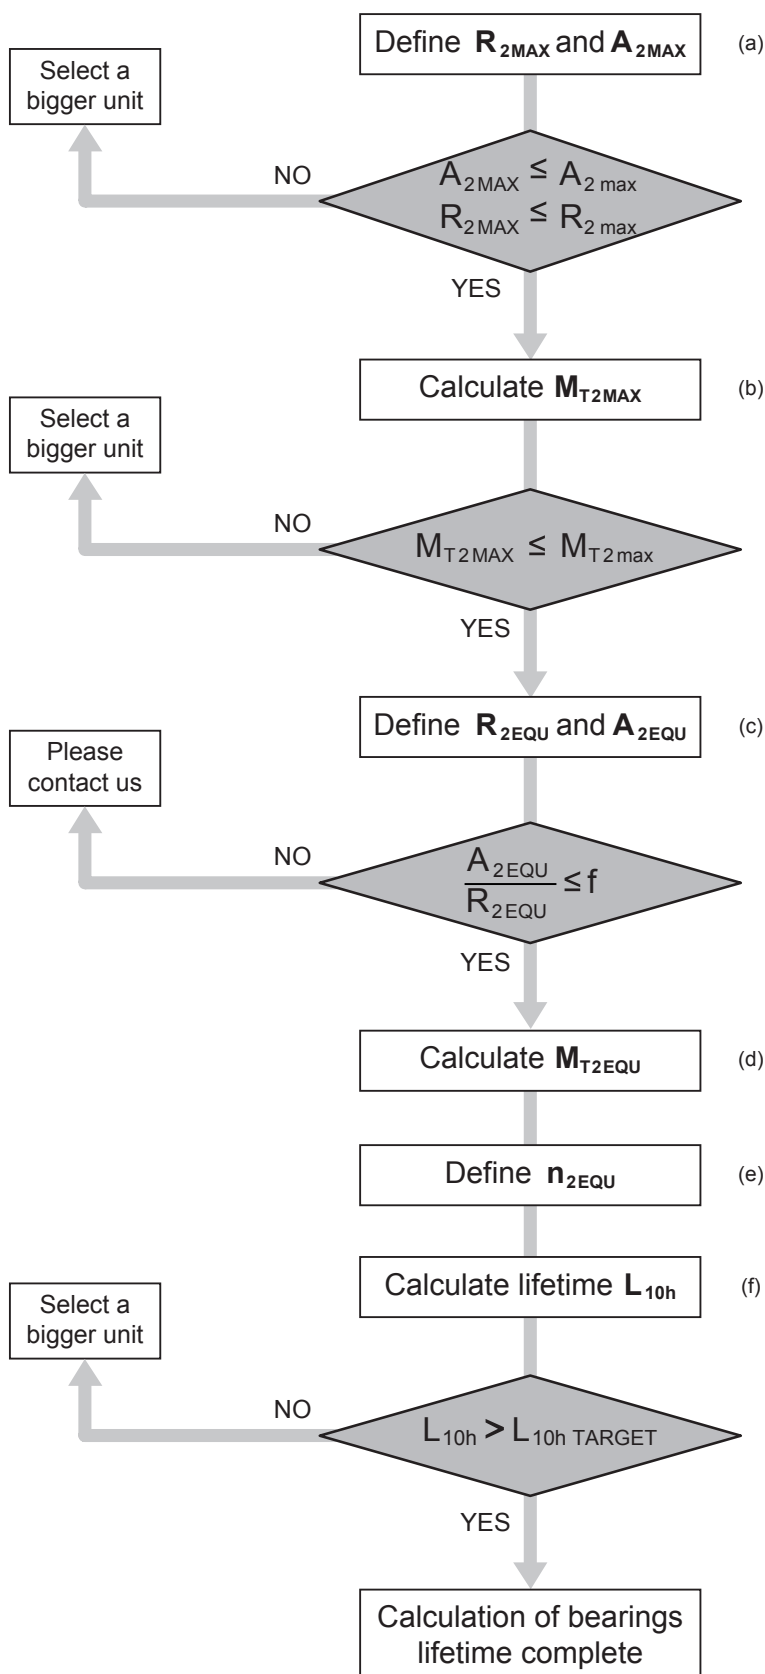 Define R2MAX and A2MAX
(a)
Select a
bigger unit
NO
A2MAX ≤ A2 max
R2MAX ≤ R2 max
YES
Calculate MT2MAX
(b)
Select a
bigger unit
NO
MT2MAX ≤ MT2max
YES
Define R2EQU and A2EQU
(c)
Please
contact us
NO
A2EQU
R2EQU
≤ f
YES
Calculate MT2EQU
(d)
Define n2EQU
(e)
Calculate lifetime L10h
(f)
Select a
bigger unit
NO
L10h > L10h TARGET
YES
Calculation of bearings
lifetime complete